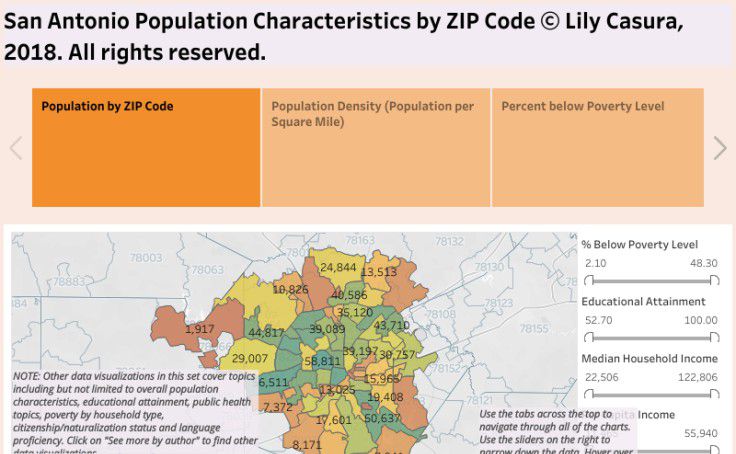 San Antonio Population Characteristics by ZIP Code © Lily Casura,
2018. All rights reserved.
Population by ZIP Code
Population Density (Population per
Square Mile)
Percent below Poverty Level
78163
78132
78003
78063
78130
78123
78108
78155
24,844
13,513
10,826
40,586
35,120
1,917
44,817
39,089
43,710
29,007
58,811
39,197
30,757
6,511
13,025
15,965
7,372
19,408
17,601
50,637
8,171
% Below Poverty Level
2.10 48.30
Educational Attainment
52.70 100.00
Median Household Income
22,506 122,806
Income
55,940
NOTE: Other data visualizations in this set cover topics
including but not limited to overall population
characteristics, educational attainment, public health
topics, poverty by household type,
citizenship/naturalization status and language
proficiency. Click on "See more by author" to find other
data visualizations.
Use the tabs across the top to
navigate through all of the charts.
Use the sliders on the right to
narrow down the data. Hover over